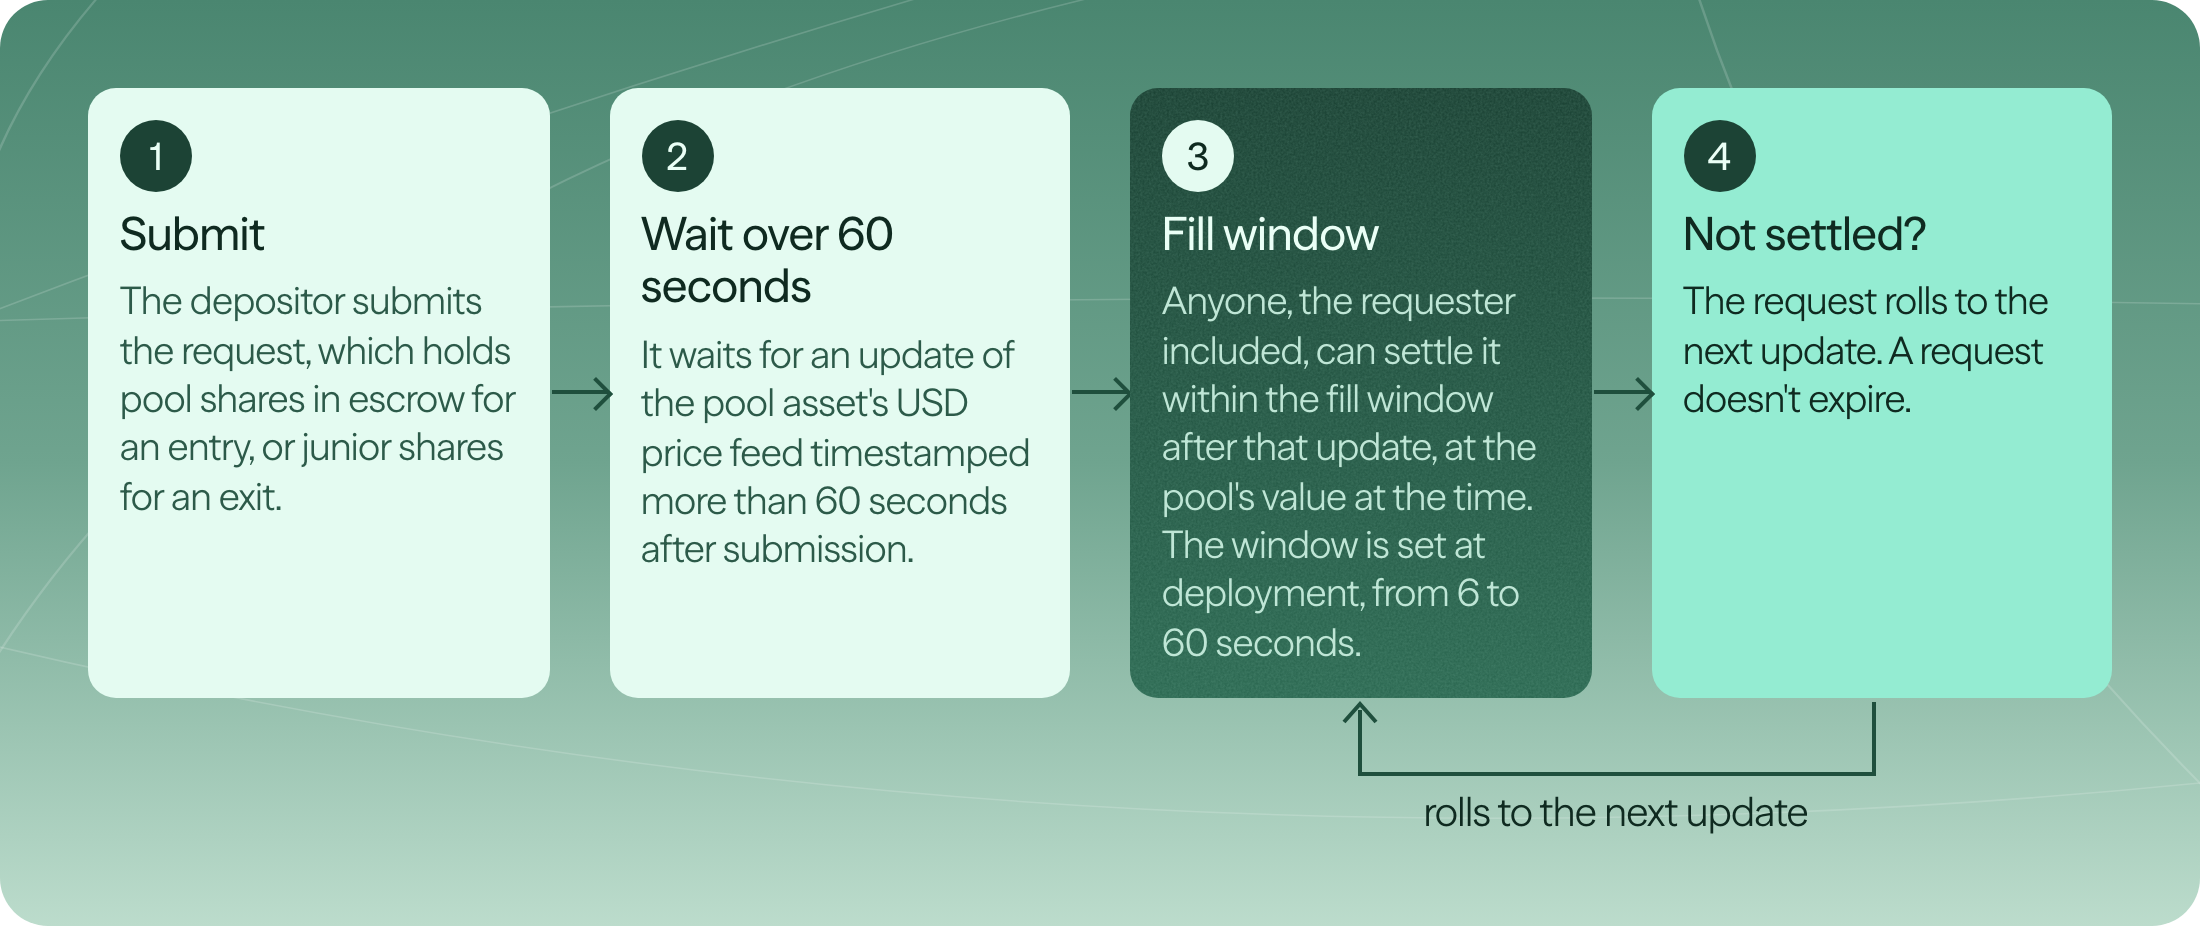 1
Submit
The depositor submits
the request, which holds
pool shares in escrow for
an entry, or junior shares
for an exit.
2
Wait over 60
seconds
It waits for an update of
the pool asset's USD
price feed timestamped
more than 60 seconds
after submission.
3
Fill window
Anyone, the requester
included, can settle it
within the fill window
after that update, at the
pool's value at the time.
The window is set at
deployment, from 6 to
60 seconds.
4
Not settled?
The request rolls to the
next update. A request
doesn't expire.
rolls to the next update